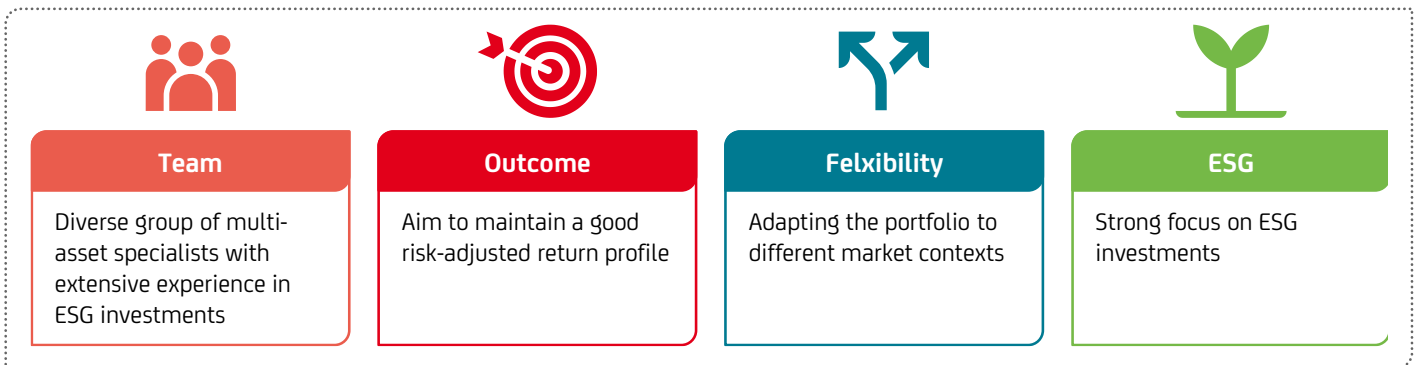 Team
Diverse group of multi-
asset specialists with
extensive experience in
ESG investments
Outcome
Aim to maintain a good
risk-adjusted return profile
Felxibility
Adapting the portfolio to
different market contexts
ESG
Strong focus on ESG
investments